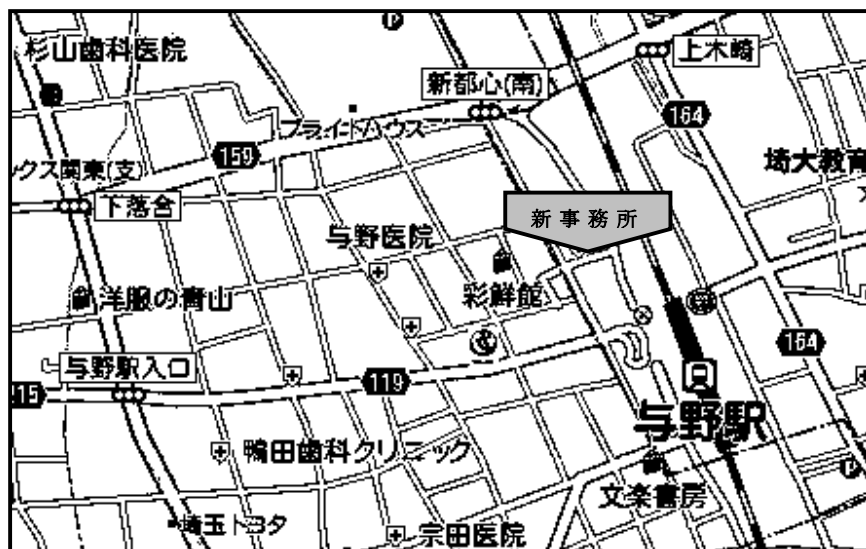 杉山歯科医院
上木崎
新都心(南)
164
プライドハウス
159
埼大教育
ックス関東(支)
下落合
新事務所
与野医院
彩鮮館
洋服の青山
164
与野駅入口
119
215
与野駅
鴨田歯科クリニック
文楽書房
埼玉トヨタ
宗田医院